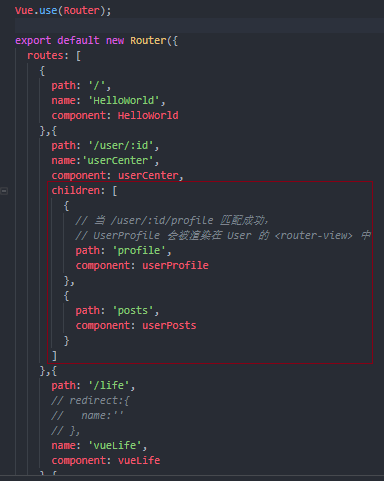 Vue.use(Router);
export default new Router({
routes: [
{
path: '/',
name: 'HelloWorld',
component: HelloWorld
},{
path: '/user/:id',
name:'userCenter',
component: userCenter,
children: [
{
// 当 /user/:id/profile 匹配成功，
// UserProfile 会被渲染在 User 的 <router-view> 中
path: 'profile',
component: userProfile
},
{
path: 'posts',
component: userPosts
}
]
},{
path: '/life',
// redirect:{
//   name:''
// },
name: 'vueLife',
component: vueLife
},{